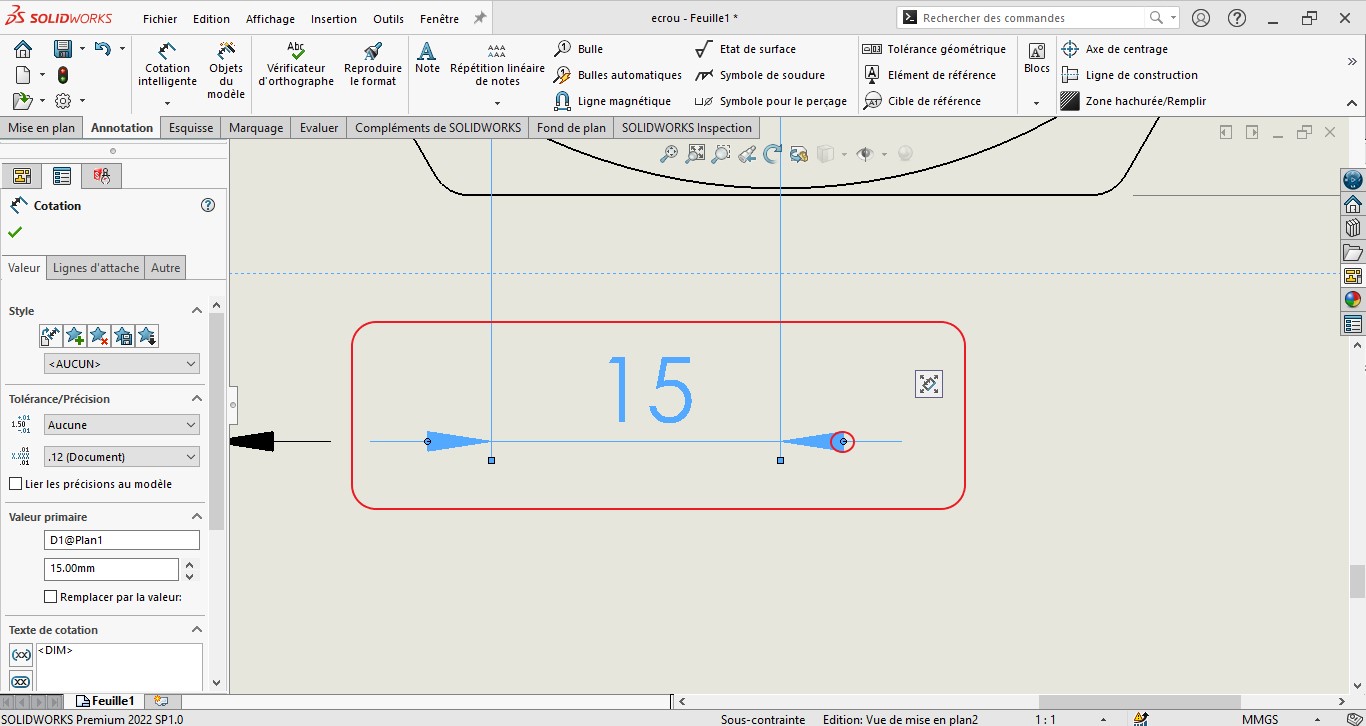 SOLIDWORKS Fichier Edition Affichage Insertion Outils Fenêtre ecrou - Feuille1 * Rechercher des commandes
Cotation intelligente
Objets du modèle
Abc
Vérificateur d'orthographe
Reproduire le format
Note
Répétition linéaire de notes
Bulle
Bulles automatiques
Ligne magnétique
Etat de surface
Symbole de soudure
Symbole pour le perçage
Tolérance géométrique
Elément de référence
Cible de référence
Blocs
Axe de centrage
Ligne de construction
Zone hachurée/Remplir
Mise en plan Annotation Esquisse Marquage Evaluer Compléments de SOLIDWORKS Fond de plan SOLIDWORKS Inspection
Cotation
Valeur Lignes d'attache Autre
Style
<AUCUN>
Tolérance/Précision
Aucune
.12 (Document)
Lier les précisions au modèle
Valeur primaire
D1@Plan1
15.00mm
Remplacer par la valeur:
Texte de cotation
<DIM>
15
Feuille1
SOLIDWORKS Premium 2022 SP1.0 Sous-contrainte Edition: Vue de mise en plan2 1 : 1 MMGS